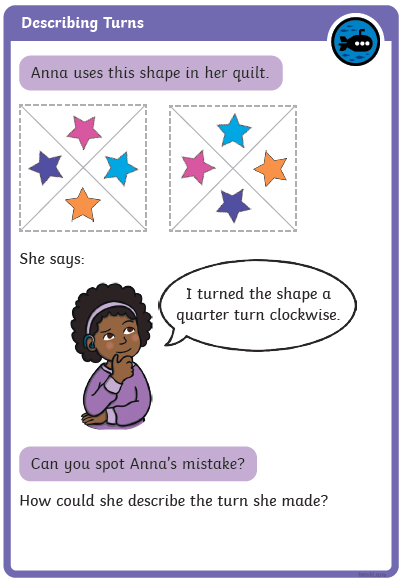 Describing Turns
Anna uses this shape in her quilt.
She says:
I turned the shape a
quarter turn clockwise.
Can you spot Anna's mistake?
How could she describe the turn she made?